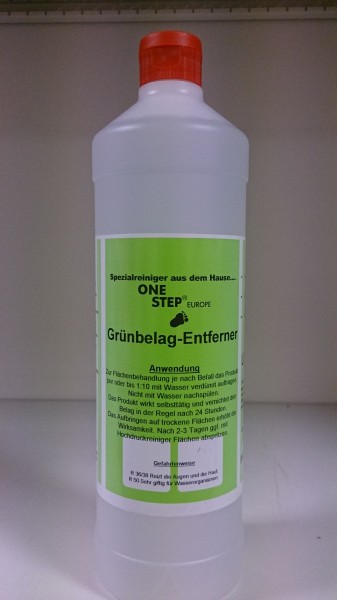 Spezialreiniger aus dem Hause....
ONE
STEP® EUROPE
Grünbelag-Entferner
Anwendung
Zur Flächenbehandlung je nach Befall das Produkt
pur oder bis 1:10 mit Wasser verdünnt auftragen.
Nicht mit Wasser nachspülen.
Das Produkt wirkt selbsttätig und vernichtet den
Belag in der Regel nach 24 Stunden.
Das Aufbringen auf trockene Flächen erhöht die
Wirksamkeit. Nach 2-3 Tagen ggf. mit
Hochdruckreiniger Flächen abspritzen.
Gefahrhinweise
R 36/38 Reizt die Augen und die Haut
R 50 Sehr giftig für Wasserorganismen